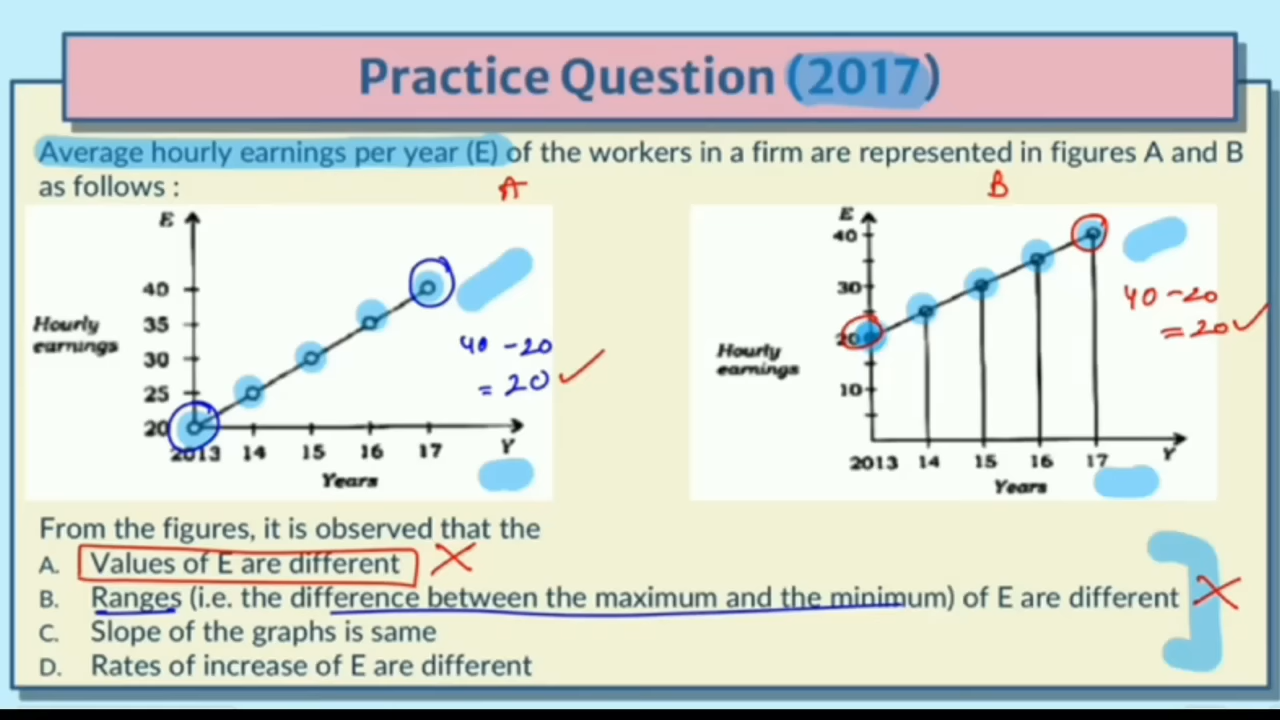 Practice Question (2017)
Average hourly earnings per year (E) of the workers in a firm are represented in figures A and B
as follows :
A
B
E
40
35
30
25
20
Hourly
earnings
2013 14 15 16 17 Y
Years
40 - 20
= 20
E
40
30
20
10
Hourly
earnings
2013 14 15 16 17 Y
Years
40 - 20
= 20
From the figures, it is observed that the
A. Values of E are different
B. Ranges (i.e. the difference between the maximum and the minimum) of E are different
C. Slope of the graphs is same
D. Rates of increase of E are different